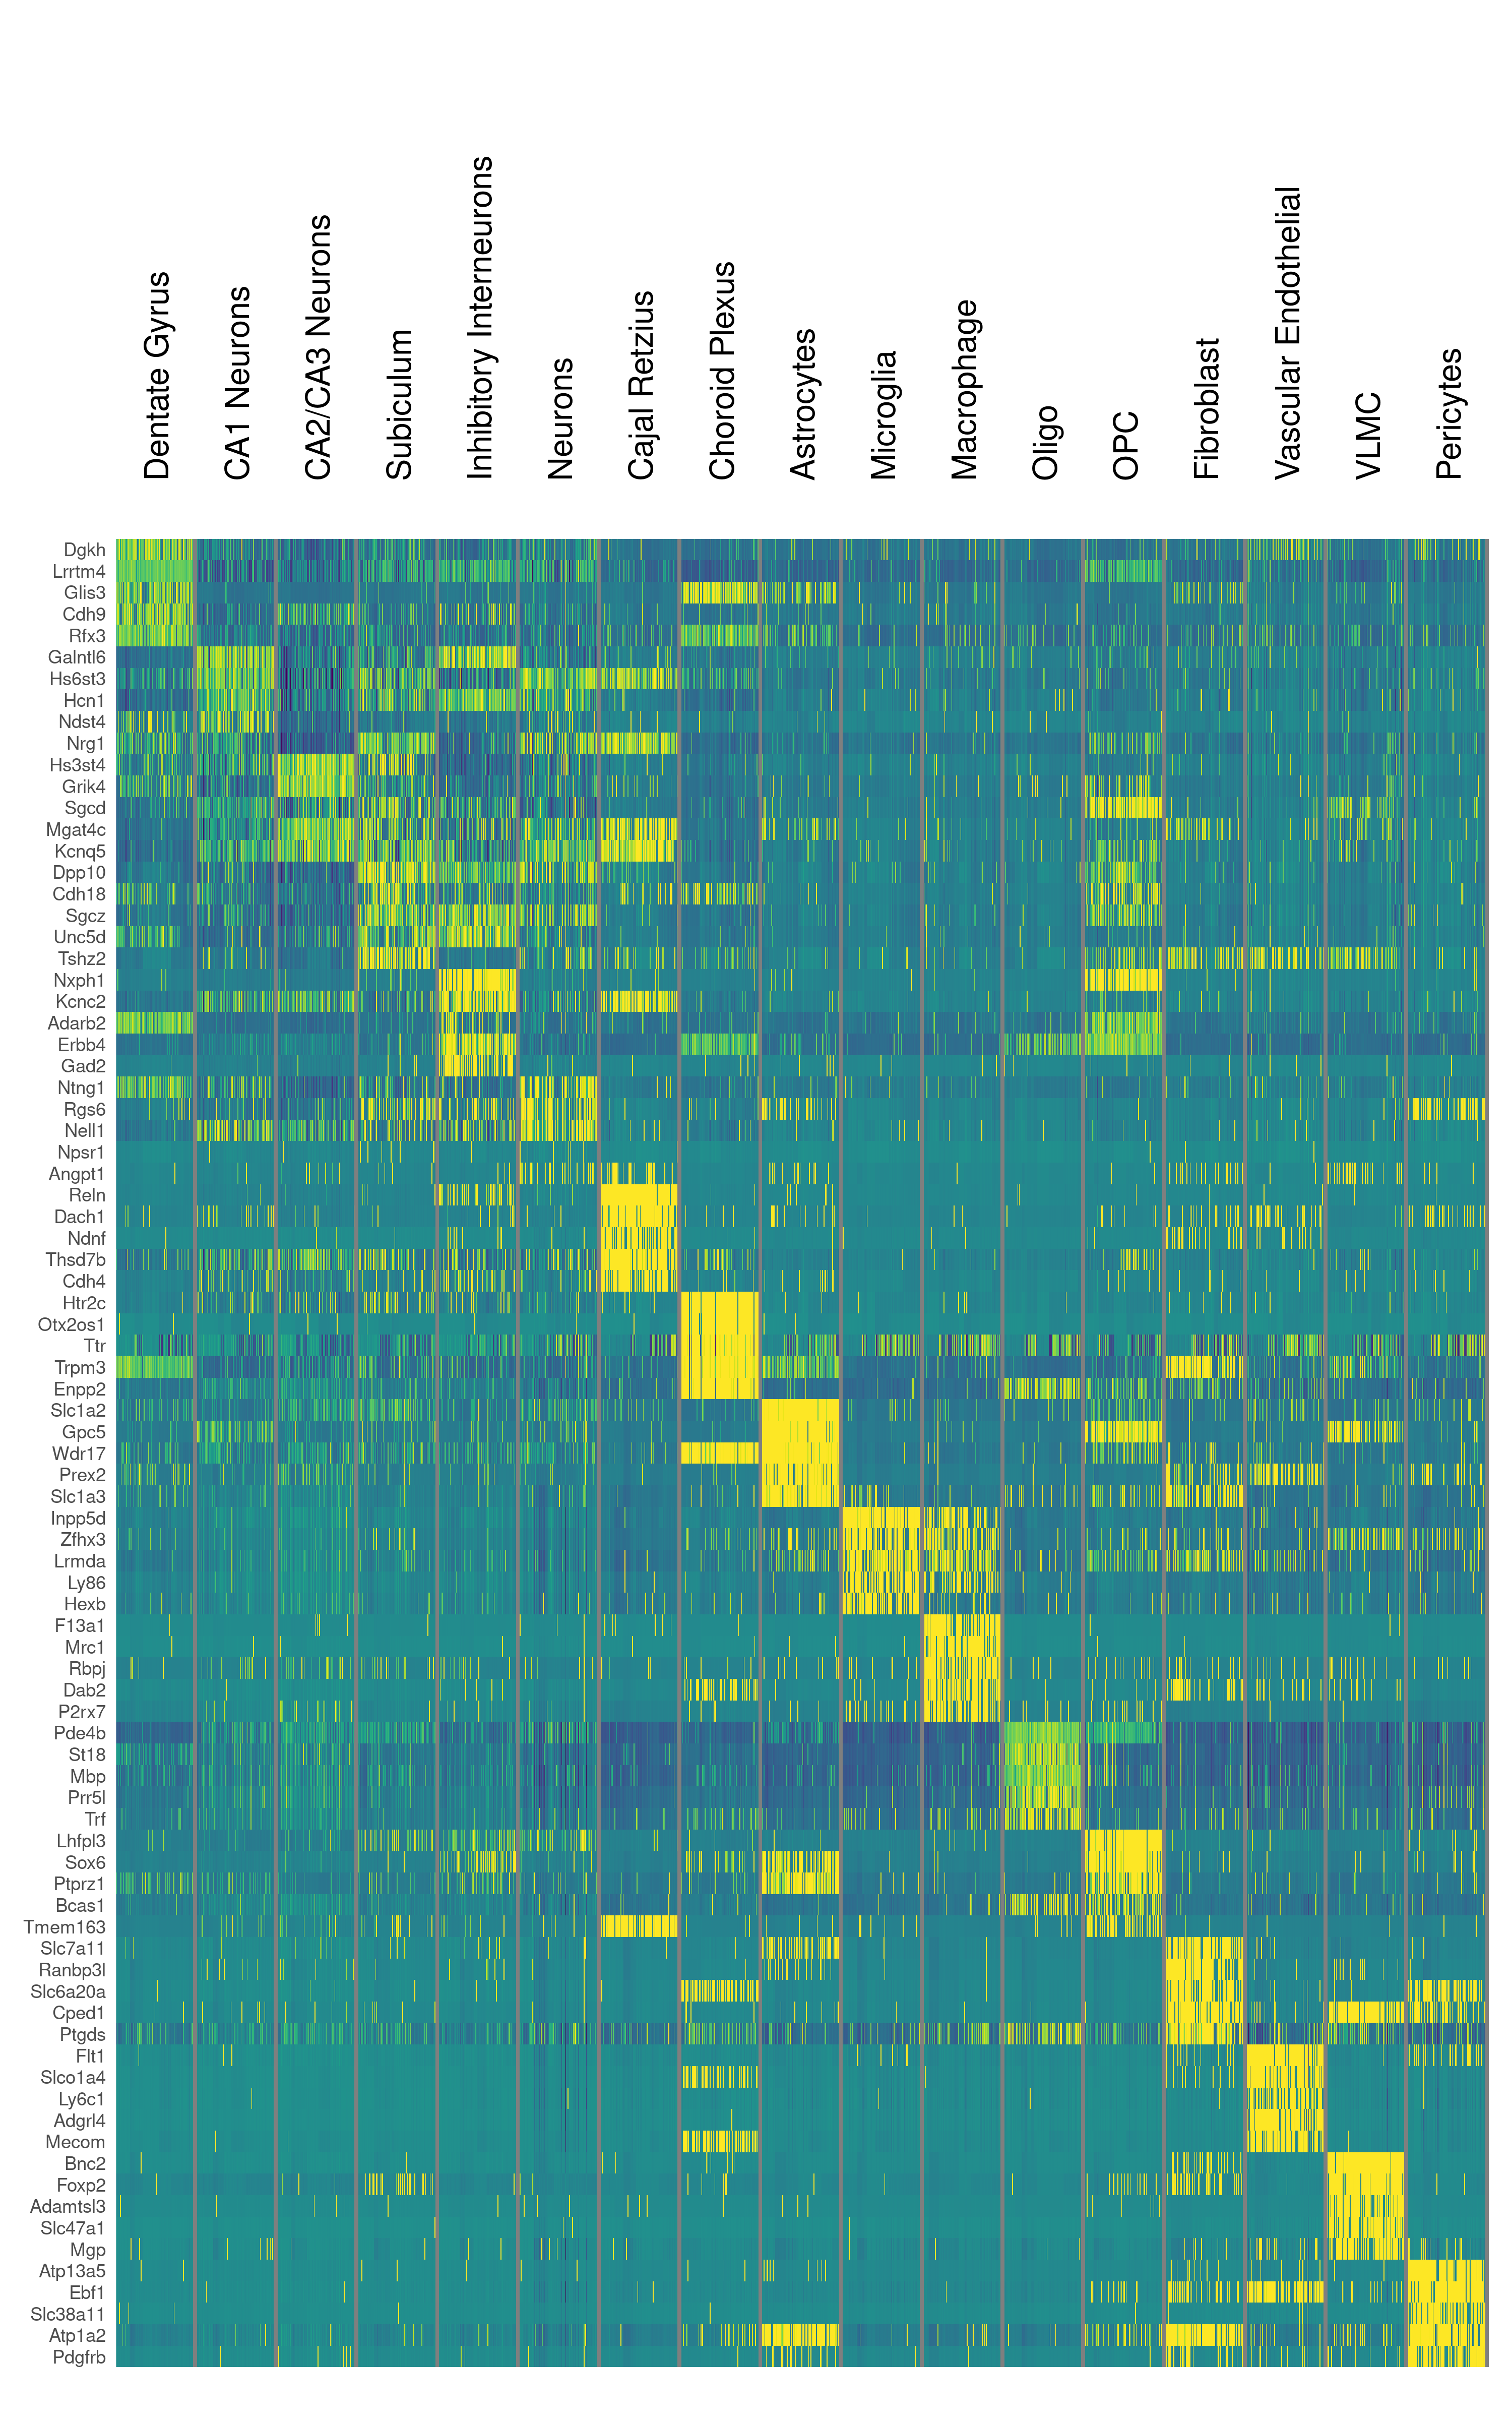 Dentate Gyrus
CA1 Neurons
CA2/CA3 Neurons
Subiculum
Inhibitory Interneurons
Neurons
Cajal Retzius
Choroid Plexus
Astrocytes
Microglia
Macrophage
Oligo
OPC
Fibroblast
Vascular Endothelial
VLMC
Pericytes
Dgkh
Lrrtm4
Glis3
Cdh9
Rfx3
Galntl6
Hs6st3
Hcn1
Ndst4
Nrg1
Hs3st4
Grik4
Sgcd
Mgat4c
Kcnq5
Dpp10
Cdh18
Sgcz
Unc5d
Tshz2
Nxph1
Kcnc2
Adarb2
Erbb4
Gad2
Ntng1
Rgs6
Nell1
Npsr1
Angpt1
Reln
Dach1
Ndnf
Thsd7b
Cdh4
Htr2c
Otx2os1
Ttr
Trpm3
Enpp2
Slc1a2
Gpc5
Wdr17
Prex2
Slc1a3
Inpp5d
Zfhx3
Lrmda
Ly86
Hexb
F13a1
Mrc1
Rbpj
Dab2
P2rx7
Pde4b
St18
Mbp
Prr5l
Trf
Lhfpl3
Sox6
Ptprz1
Bcas1
Tmem163
Slc7a11
Ranbp3l
Slc6a20a
Cped1
Ptgds
Flt1
Slco1a4
Ly6c1
Adgrl4
Mecom
Bnc2
Foxp2
Adamtsl3
Slc47a1
Mgp
Atp13a5
Ebf1
Slc38a11
Atp1a2
Pdgfrb